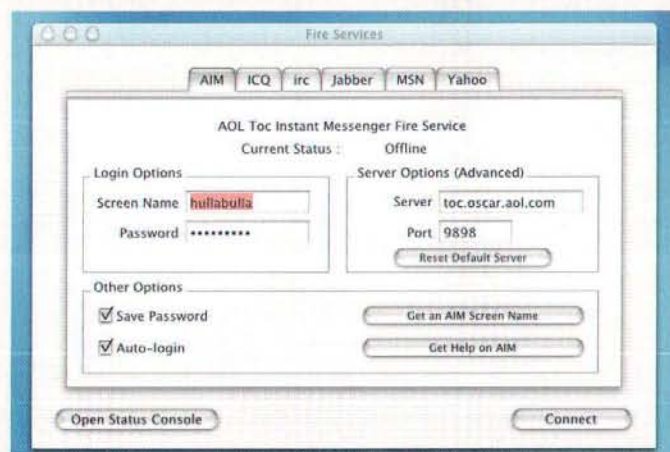 Fire Services
AIM ICQ irc Jabber MSN Yahoo
AOL Toc Instant Messenger Fire Service
Current Status : Offline
Login Options
Screen Name hullabulla
Password •••••••••
Server Options (Advanced)
Server toc.oscar.aol.com
Port 9898
Reset Default Server
Other Options
Save Password
Get an AIM Screen Name
Auto-login
Get Help on AIM
Open Status Console
Connect